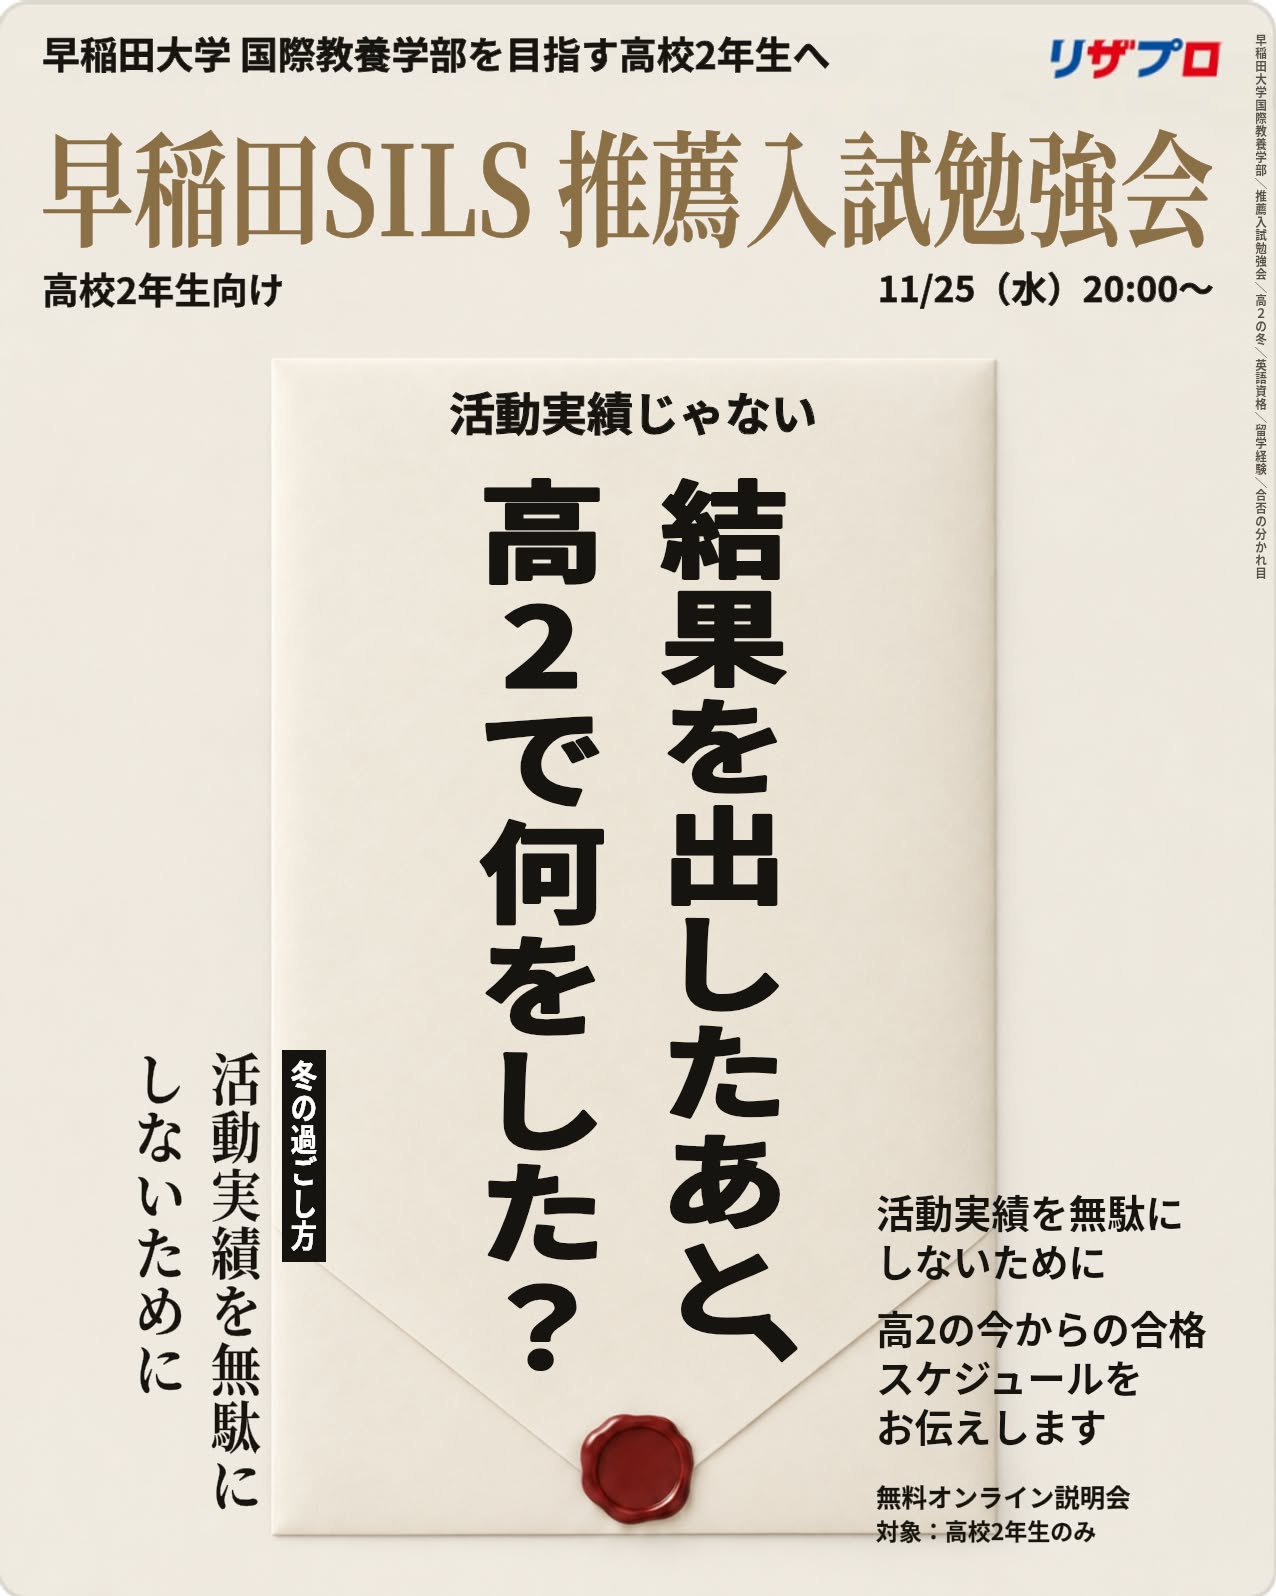 早稲田大学 国際教養学部を目指す高校2年生へ
リザプロ
早稲田SILS 推薦入試勉強会
高校2年生向け
11/25（水）20:00〜
早稲田大学国際教養学部／推薦入試勉強会／高2の冬／英語資格／留学経験／合否の分かれ目
活動実績じゃない
結果を出したあと、
高2で何をした？
冬の過ごし方
活動実績を無駄に
しないために
活動実績を無駄に
しないために
高2の今からの合格
スケジュールを
お伝えします
無料オンライン説明会
対象：高校2年生のみ